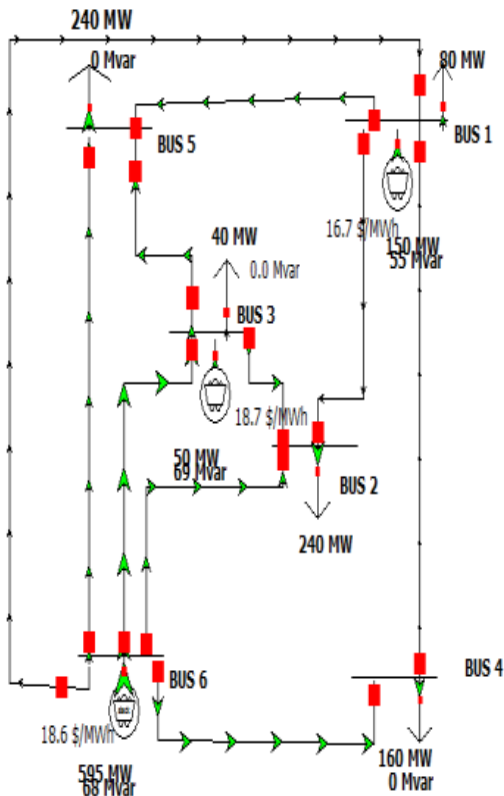 240 MW
0 Mvar
80 MW
BUS 5
BUS 1
16.7 $/MWh
150 MW
55 Mvar
40 MW
0.0 Mvar
BUS 3
18.7 $/MWh
50 MW
69 Mvar
BUS 2
240 MW
BUS 6
BUS 4
slack
18.6 $/MWh
595 MW
68 Mvar
160 MW
0 Mvar